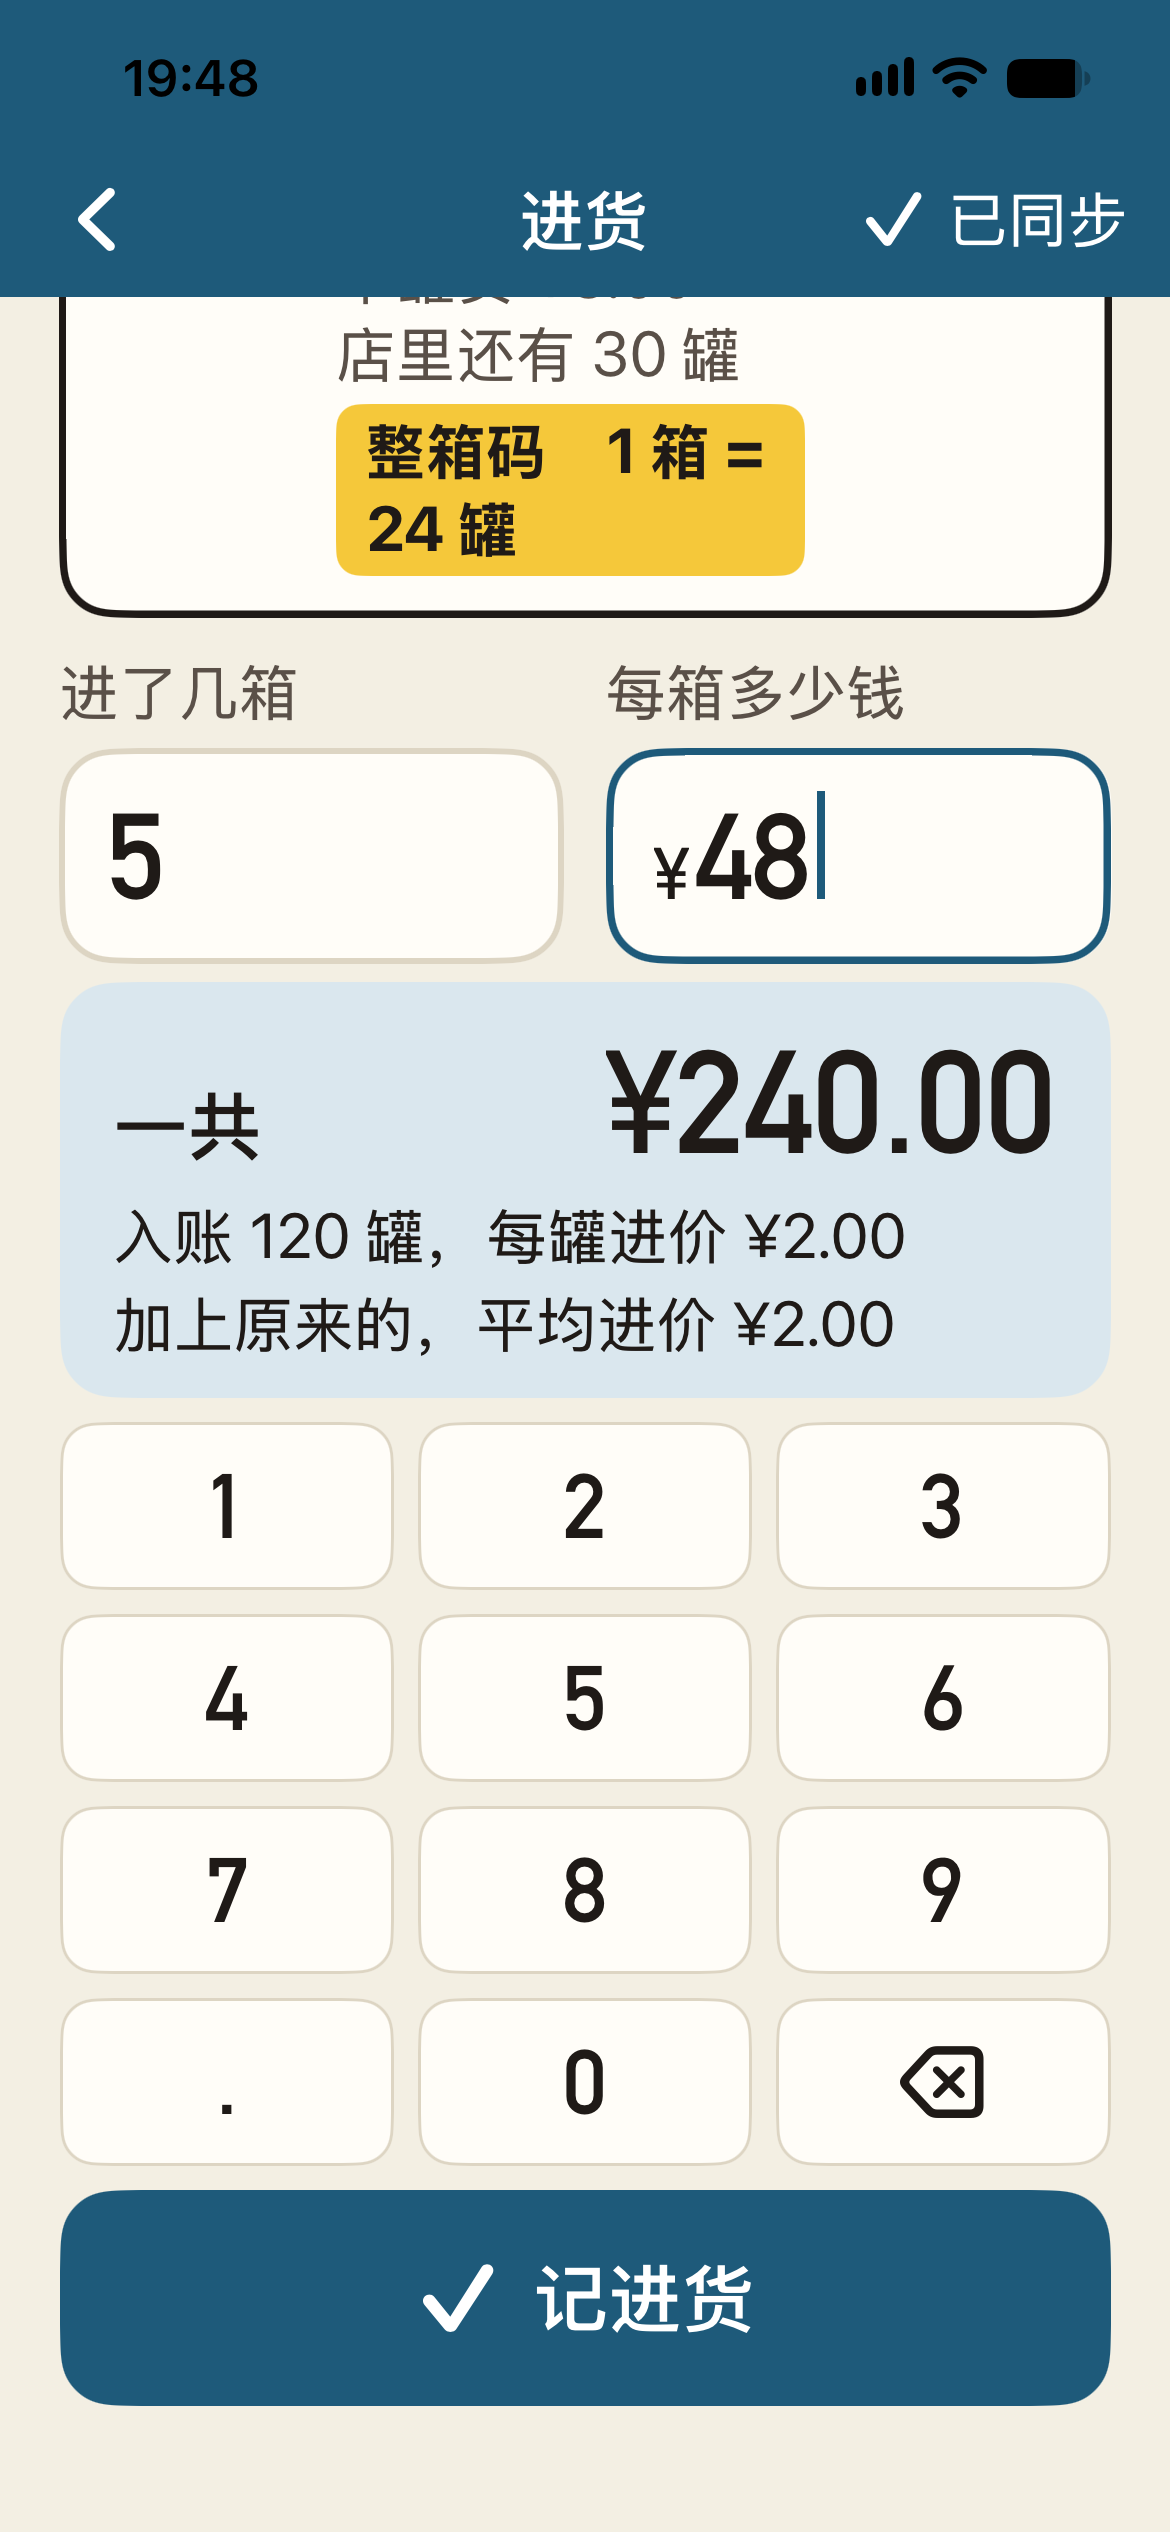 19:48
进货
已同步
店里还有 30 罐
整箱码　1 箱 =
24 罐
进了几箱
每箱多少钱
5
¥48
一共
¥240.00
入账 120 罐，每罐进价 ¥2.00
加上原来的，平均进价 ¥2.00
1
2
3
4
5
6
7
8
9
.
0
记进货